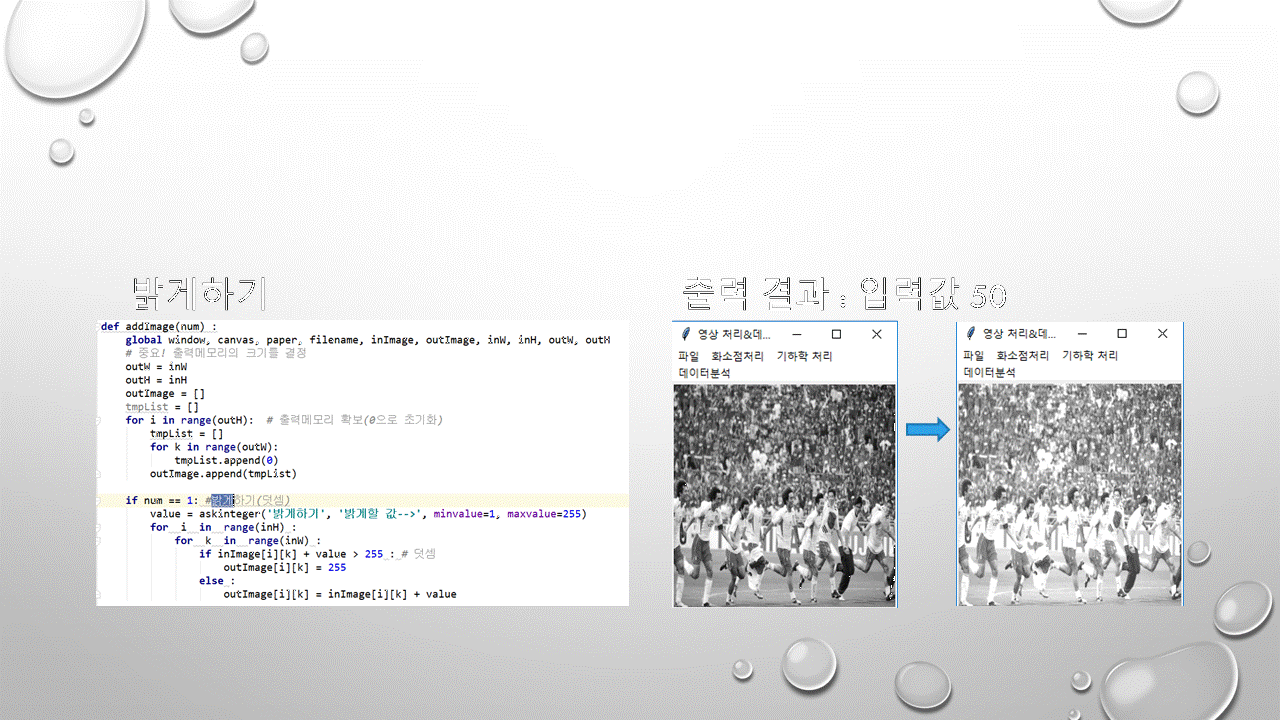 밝게하기
def addImage(num) :
global window, canvas, paper, filename, inImage, outImage, inW, inH, outW, outH
# 중요! 출력메모리의 크기를 결정
outW = inW
outH = inH
outImage = []
tmpList = []
for i in range(outH):  # 출력메모리 확보(0으로 초기화)
tmpList = []
for k in range(outW):
tmpList.append(0)
outImage.append(tmpList)
if num == 1: #밝게하기(덧셈)
value = askinteger('밝게하기', '밝게할 값-->', minvalue=1, maxvalue=255)
for i in range(inH) :
for k in range(inW) :
if inImage[i][k] + value > 255 : # 덧셈
outImage[i][k] = 255
else :
outImage[i][k] = inImage[i][k] + value
출력 결과 : 입력값 50
영상 처리&데...
파일 화소점처리 기하학 처리
데이터분석
영상 처리&데...
파일 화소점처리 기하학 처리
데이터분석